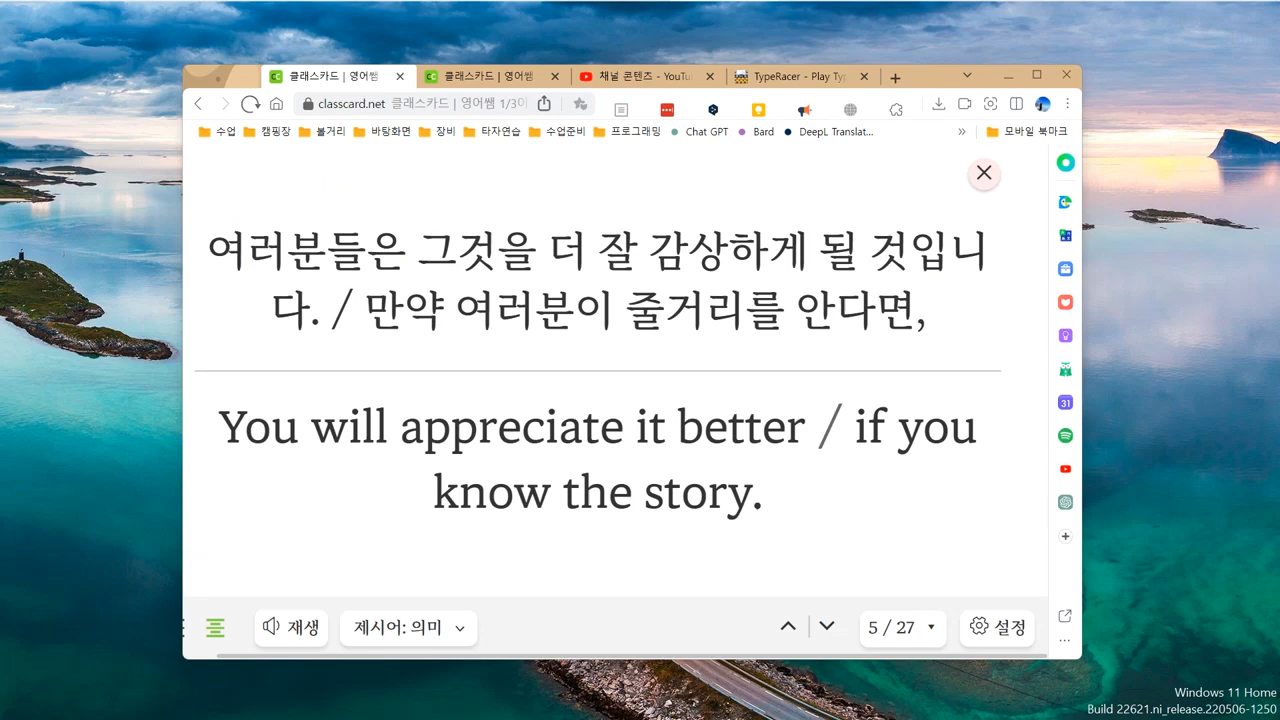 클래스카드 | 영어쌤
클래스카드 | 영어쌤
채널 콘텐츠 - YouTu
TypeRacer - Play Typ
classcard.net 클래스카드 | 영어쌤 1/3이
수업 캠핑장 볼거리 바탕화면 장비 타자연습 수업준비 프로그래밍 Chat GPT Bard DeepL Translat... » 모바일 북마크
여러분들은 그것을 더 잘 감상하게 될 것입니
다. / 만약 여러분이 줄거리를 안다면,
You will appreciate it better / if you
know the story.
31
재생 제시어: 의미 5 / 27 설정
Windows 11 Home
Build 22621.ni_release.220506-1250